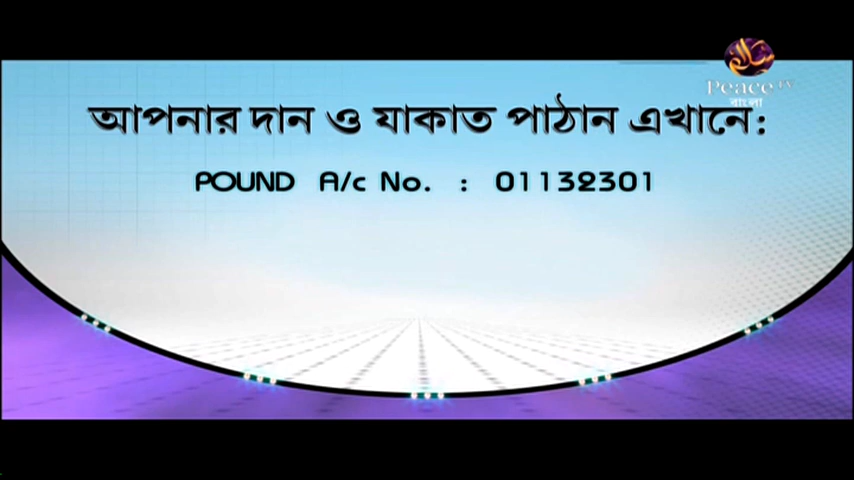 Peace TV
বাংলা
আপনার দান ও যাকাত পাঠান এখানে:
POUND A/c No. : 01132301